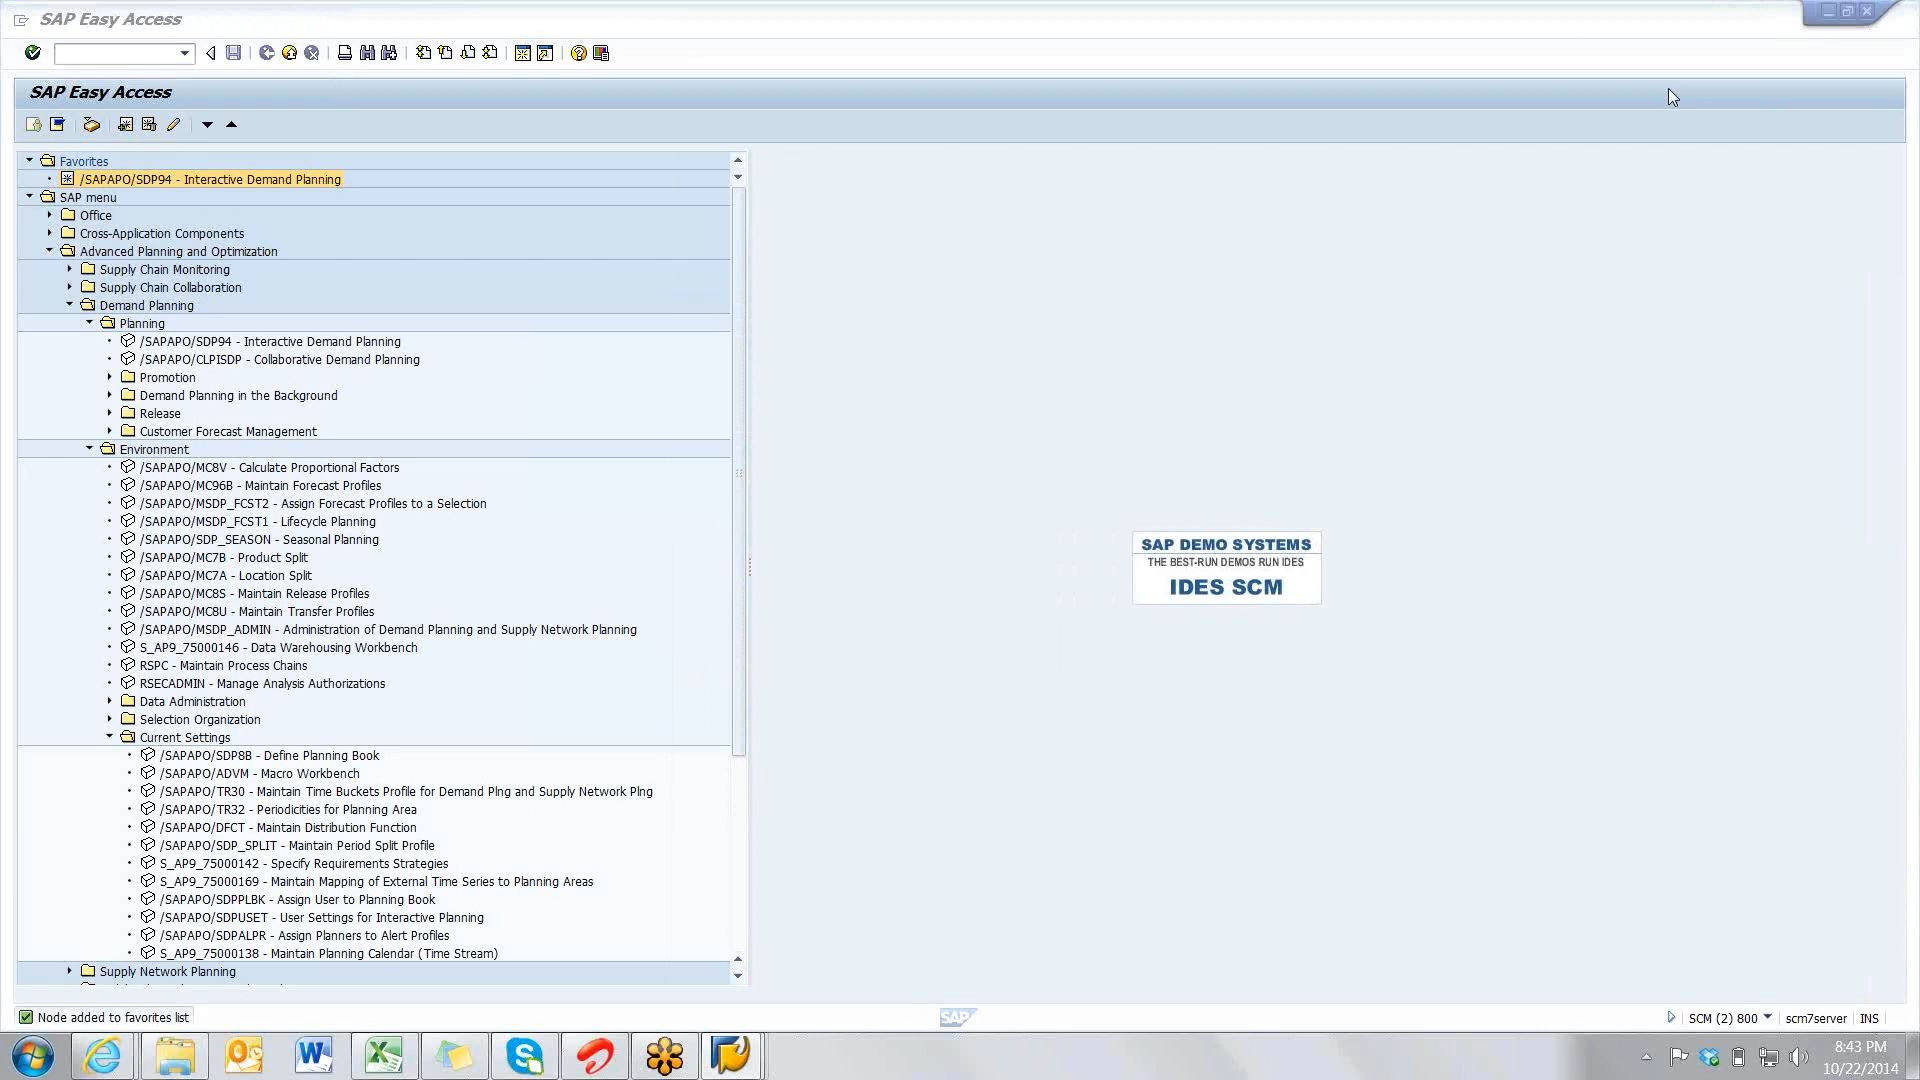 SAP Easy Access
SAP Easy Access
Favorites
/SAPAPO/SDP94 - Interactive Demand Planning
SAP menu
Office
Cross-Application Components
Advanced Planning and Optimization
Supply Chain Monitoring
Supply Chain Collaboration
Demand Planning
Planning
/SAPAPO/SDP94 - Interactive Demand Planning
/SAPAPO/CLPISDP - Collaborative Demand Planning
Promotion
Demand Planning in the Background
Release
Customer Forecast Management
Environment
/SAPAPO/MC8V - Calculate Proportional Factors
/SAPAPO/MC96B - Maintain Forecast Profiles
/SAPAPO/MSDP_FCST2 - Assign Forecast Profiles to a Selection
/SAPAPO/MSDP_FCST1 - Lifecycle Planning
/SAPAPO/SDP_SEASON - Seasonal Planning
/SAPAPO/MC7B - Product Split
/SAPAPO/MC7A - Location Split
/SAPAPO/MC8S - Maintain Release Profiles
/SAPAPO/MC8U - Maintain Transfer Profiles
/SAPAPO/MSDP_ADMIN - Administration of Demand Planning and Supply Network Planning
S_AP9_75000146 - Data Warehousing Workbench
RSPC - Maintain Process Chains
RSECADMIN - Manage Analysis Authorizations
Data Administration
Selection Organization
Current Settings
/SAPAPO/SDP8B - Define Planning Book
/SAPAPO/ADVM - Macro Workbench
/SAPAPO/TR30 - Maintain Time Buckets Profile for Demand Plng and Supply Network Plng
/SAPAPO/TR32 - Periodicities for Planning Area
/SAPAPO/DFCT - Maintain Distribution Function
/SAPAPO/SDP_SPLIT - Maintain Period Split Profile
S_AP9_75000142 - Specify Requirements Strategies
S_AP9_75000169 - Maintain Mapping of External Time Series to Planning Areas
/SAPAPO/SDPPLBK - Assign User to Planning Book
/SAPAPO/SDPUSET - User Settings for Interactive Planning
/SAPAPO/SDPALPR - Assign Planners to Alert Profiles
S_AP9_75000138 - Maintain Planning Calendar (Time Stream)
Supply Network Planning
SAP DEMO SYSTEMS
THE BEST-RUN DEMOS RUN IDES
IDES SCM
Node added to favorites list
SAP
SCM (2) 800
scm7server
INS
8:43 PM
10/22/2014